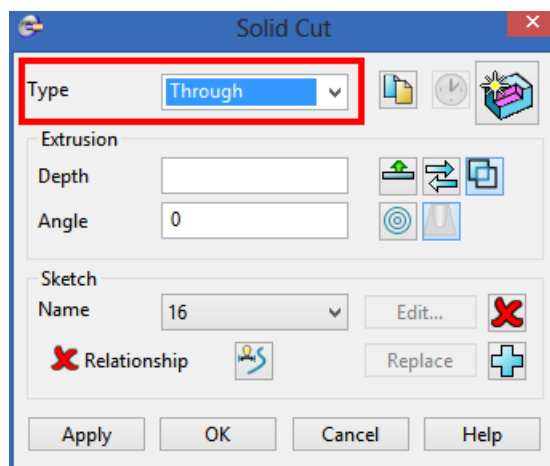 Solid Cut
Type Through
Extrusion
Depth
Angle 0
Sketch
Name 16 Edit...
Relationship Replace
Apply OK Cancel Help